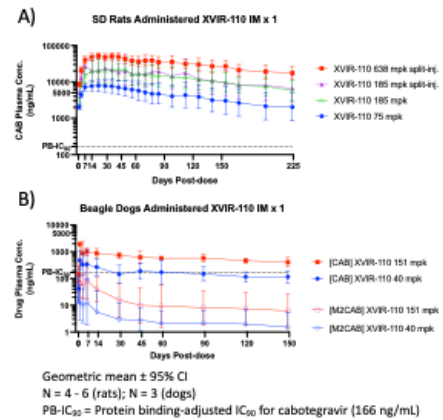 A)
SD Rats Administered XVIR-110 IM x 1
CAB Plasma Conc.
(ng/mL)
100000
10000
1000
PB-IC90
100
0 7 14 30 45 60 90 120 150 225
Days Post-dose
XVIR-110 638 mpk split-inj.
XVIR-110 185 mpk split-inj.
XVIR-110 185 mpk
XVIR-110 75 mpk
B)
Beagle Dogs Administered XVIR-110 IM x 1
Drug Plasma Conc.
(ng/mL)
10000
1000
PB-IC90
100
10
1
0 7 14 30 45 60 90 120 150
Days Post-dose
[CAB] XVIR-110 151 mpk
[CAB] XVIR-110 40 mpk
[M2CAB] XVIR-110 151 mpk
[M2CAB] XVIR-110 40 mpk
Geometric mean ± 95% CI
N = 4 - 6 (rats); N = 3 (dogs)
PB-IC90 = Protein binding-adjusted IC90 for cabotegravir (166 ng/mL)